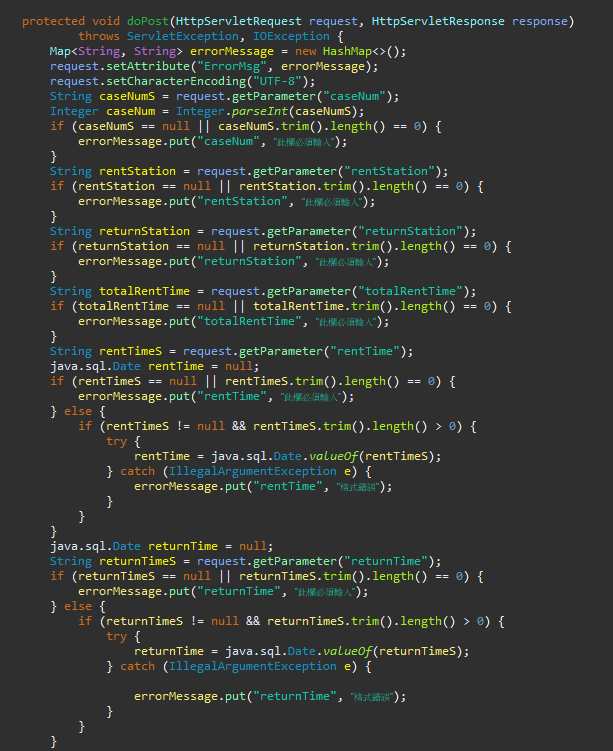 protected void doPost(HttpServletRequest request, HttpServletResponse response)
throws ServletException, IOException {
Map<String, String> errorMessage = new HashMap<>();
request.setAttribute("ErrorMsg", errorMessage);
request.setCharacterEncoding("UTF-8");
String caseNumS = request.getParameter("caseNum");
Integer caseNum = Integer.parseInt(caseNumS);
if (caseNumS == null || caseNumS.trim().length() == 0) {
errorMessage.put("caseNum", "此欄必須輸入");
}
String rentStation = request.getParameter("rentStation");
if (rentStation == null || rentStation.trim().length() == 0) {
errorMessage.put("rentStation", "此欄必須輸入");
}
String returnStation = request.getParameter("returnStation");
if (returnStation == null || returnStation.trim().length() == 0) {
errorMessage.put("returnStation", "此欄必須輸入");
}
String totalRentTime = request.getParameter("totalRentTime");
if (totalRentTime == null || totalRentTime.trim().length() == 0) {
errorMessage.put("totalRentTime", "此欄必須輸入");
}
String rentTimeS = request.getParameter("rentTime");
java.sql.Date rentTime = null;
if (rentTimeS == null || rentTimeS.trim().length() == 0) {
errorMessage.put("rentTime", "此欄必須輸入");
} else {
if (rentTimeS != null && rentTimeS.trim().length() > 0) {
try {
rentTime = java.sql.Date.valueOf(rentTimeS);
} catch (IllegalArgumentException e) {
errorMessage.put("rentTime", "格式錯誤");
}
}
}
java.sql.Date returnTime = null;
String returnTimeS = request.getParameter("returnTime");
if (returnTimeS == null || returnTimeS.trim().length() == 0) {
errorMessage.put("returnTime", "此欄必須輸入");
} else {
if (returnTimeS != null && returnTimeS.trim().length() > 0) {
try {
returnTime = java.sql.Date.valueOf(returnTimeS);
} catch (IllegalArgumentException e) {
errorMessage.put("returnTime", "格式錯誤");
}
}
}